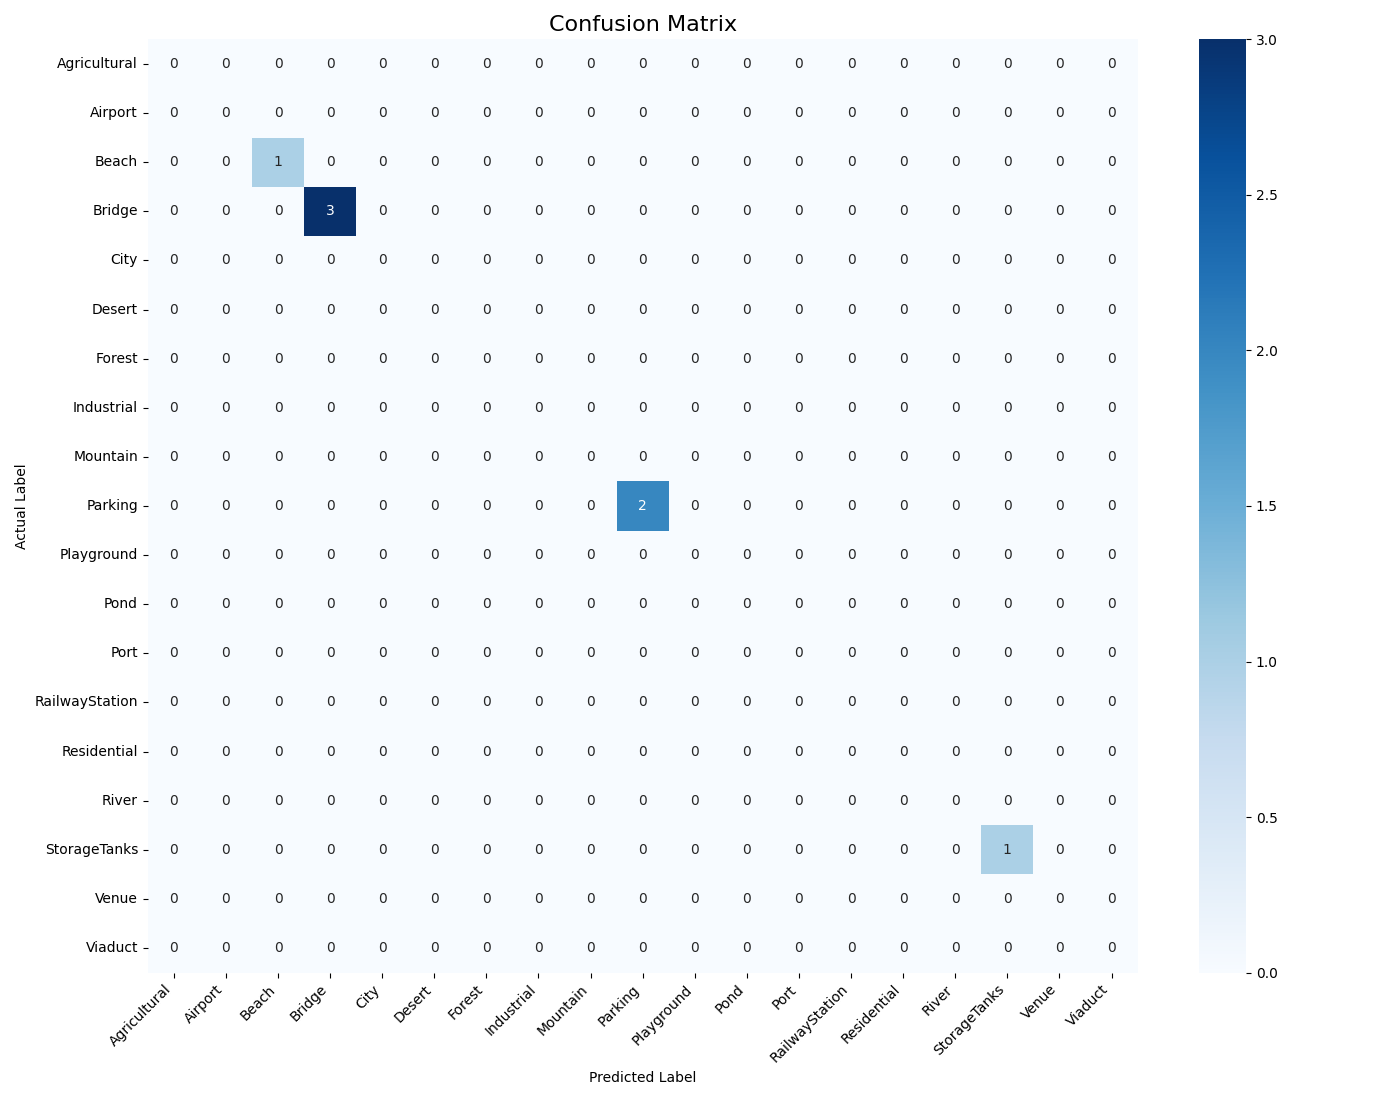 Confusion Matrix
Agricultural 0 0 0 0 0 0 0 0 0 0 0 0 0 0 0 0 0 0 0
Airport 0 0 0 0 0 0 0 0 0 0 0 0 0 0 0 0 0 0 0
Beach 0 0 1 0 0 0 0 0 0 0 0 0 0 0 0 0 0 0 0
Bridge 0 0 0 3 0 0 0 0 0 0 0 0 0 0 0 0 0 0 0
City 0 0 0 0 0 0 0 0 0 0 0 0 0 0 0 0 0 0 0
Desert 0 0 0 0 0 0 0 0 0 0 0 0 0 0 0 0 0 0 0
Forest 0 0 0 0 0 0 0 0 0 0 0 0 0 0 0 0 0 0 0
Industrial 0 0 0 0 0 0 0 0 0 0 0 0 0 0 0 0 0 0 0
Mountain 0 0 0 0 0 0 0 0 0 0 0 0 0 0 0 0 0 0 0
Parking 0 0 0 0 0 0 0 0 0 2 0 0 0 0 0 0 0 0 0
Playground 0 0 0 0 0 0 0 0 0 0 0 0 0 0 0 0 0 0 0
Pond 0 0 0 0 0 0 0 0 0 0 0 0 0 0 0 0 0 0 0
Port 0 0 0 0 0 0 0 0 0 0 0 0 0 0 0 0 0 0 0
RailwayStation 0 0 0 0 0 0 0 0 0 0 0 0 0 0 0 0 0 0 0
Residential 0 0 0 0 0 0 0 0 0 0 0 0 0 0 0 0 0 0 0
River 0 0 0 0 0 0 0 0 0 0 0 0 0 0 0 0 0 0 0
StorageTanks 0 0 0 0 0 0 0 0 0 0 0 0 0 0 0 0 1 0 0
Venue 0 0 0 0 0 0 0 0 0 0 0 0 0 0 0 0 0 0 0
Viaduct 0 0 0 0 0 0 0 0 0 0 0 0 0 0 0 0 0 0 0
Agricultural Airport Beach Bridge City Desert Forest Industrial Mountain Parking Playground Pond Port RailwayStation Residential River StorageTanks Venue Viaduct
Predicted Label
Actual Label
3.0
2.5
2.0
1.5
1.0
0.5
0.0